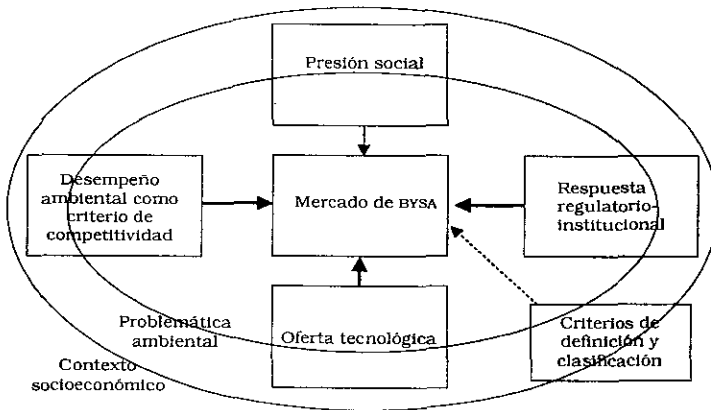 Presión social
Desempeño
ambiental como
criterio de
competitividad
Mercado de BYSA
Respuesta
regulatorio-
institucional
Problemática
ambiental
Oferta tecnológica
Criterios de
definición y
clasificación
Contexto
socioeconómico